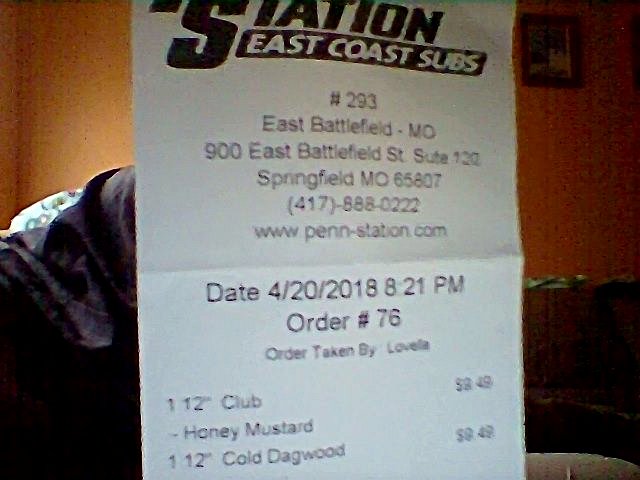 STATION
EAST COAST SUBS
# 293
East Battlefield - MO
900 East Battlefield St. Sute 120
Springfield MO 65807
(417)-888-0222
www.penn-station.com
Date 4/20/2018 8:21 PM
Order # 76
Order Taken By: Lovella
1 12" Club $9.49
- Honey Mustard
1 12" Cold Dagwood $9.49